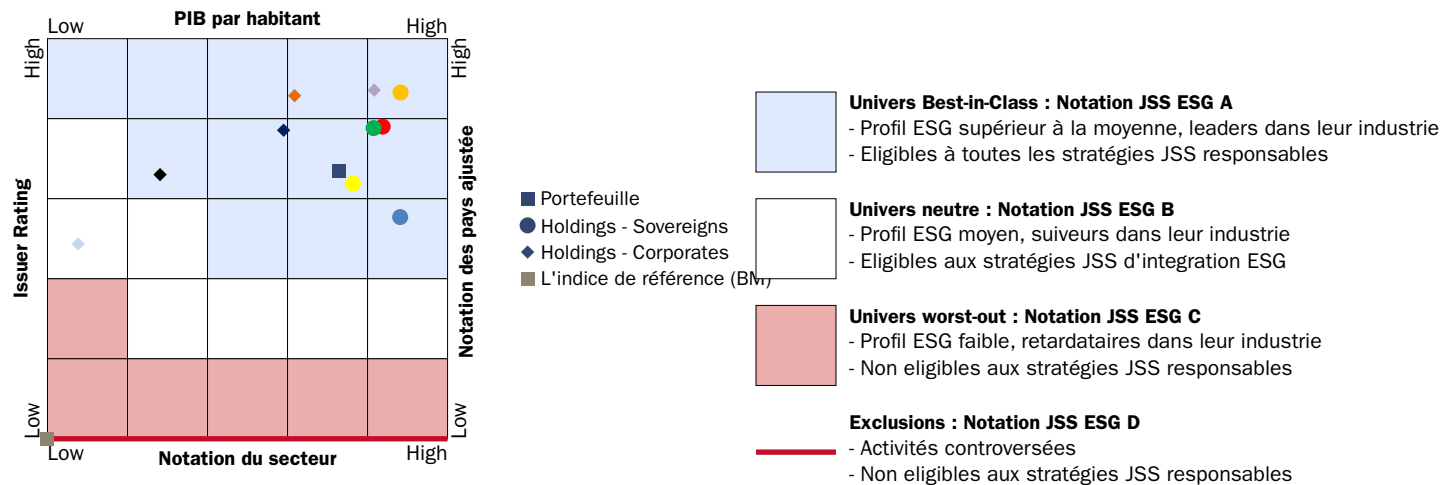 PIB par habitant
Low
High
High
High
Issuer Rating
Notation des pays ajustée
Low
Low
Low
High
Notation du secteur
Portefeuille
Holdings - Sovereigns
Holdings - Corporates
L'indice de référence (BM)
Univers Best-in-Class : Notation JSS ESG A
- Profil ESG supérieur à la moyenne, leaders dans leur industrie
- Eligibles à toutes les stratégies JSS responsables
Univers neutre : Notation JSS ESG B
- Profil ESG moyen, suiveurs dans leur industrie
- Eligibles aux stratégies JSS d'integration ESG
Univers worst-out : Notation JSS ESG C
- Profil ESG faible, retardataires dans leur industrie
- Non eligibles aux stratégies JSS responsables
Exclusions : Notation JSS ESG D
- Activités controversées
- Non eligibles aux stratégies JSS responsables